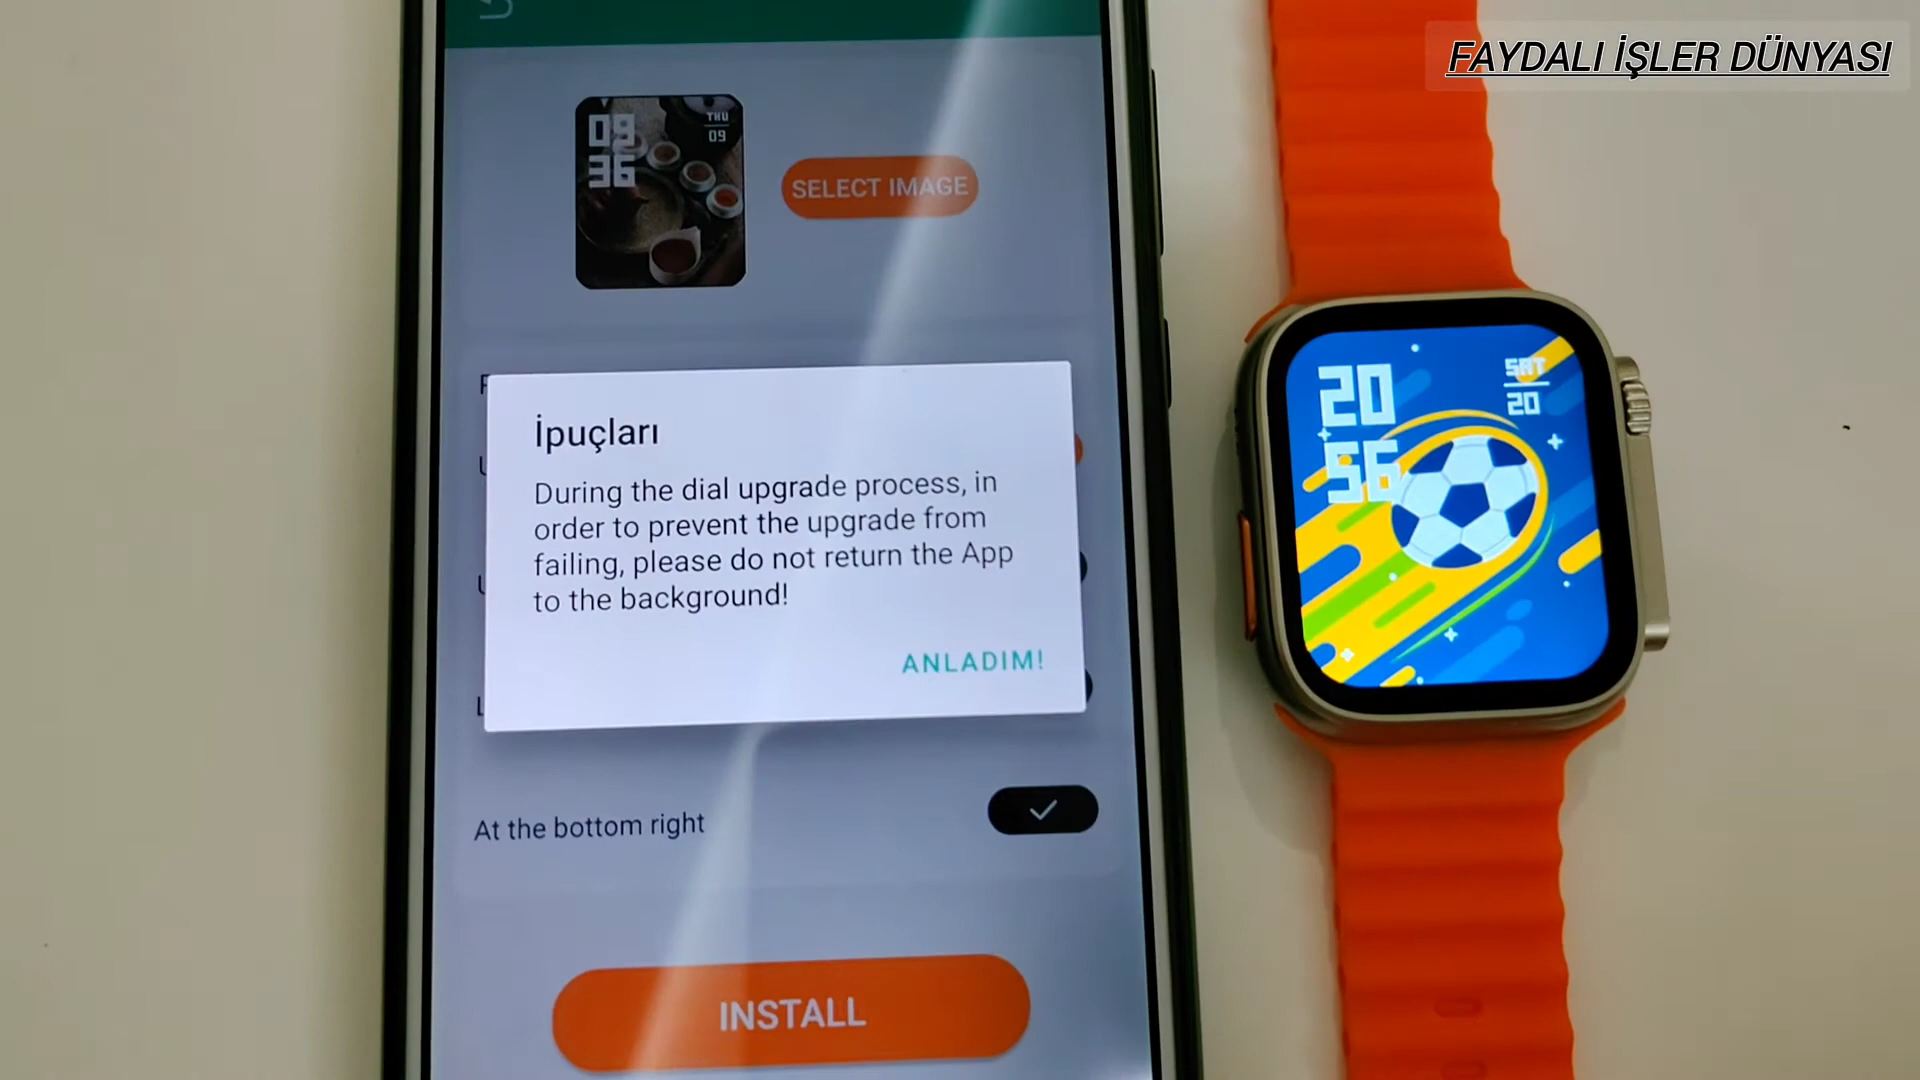 FAYDALI İŞLER DÜNYASI
09
36
THU
09
SELECT IMAGE
İpuçları
During the dial upgrade process, in
order to prevent the upgrade from
failing, please do not return the App
to the background!
ANLADIM!
At the bottom right
INSTALL
20
56
SAT
20